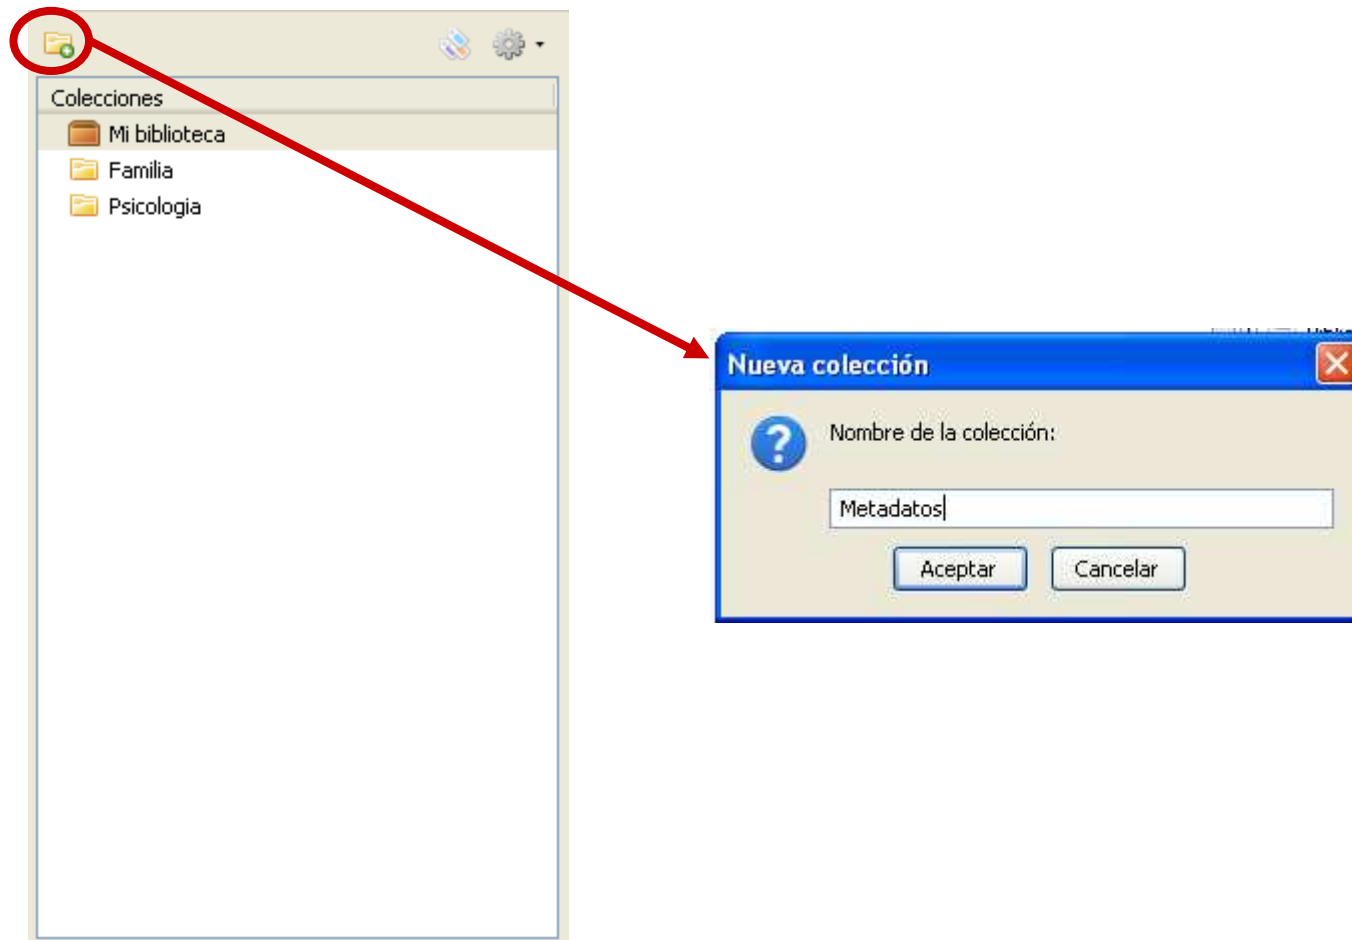 Colecciones
Mi biblioteca
Familia
Psicologia
Nueva colección
Nombre de la colección:
Metadatos
Aceptar
Cancelar